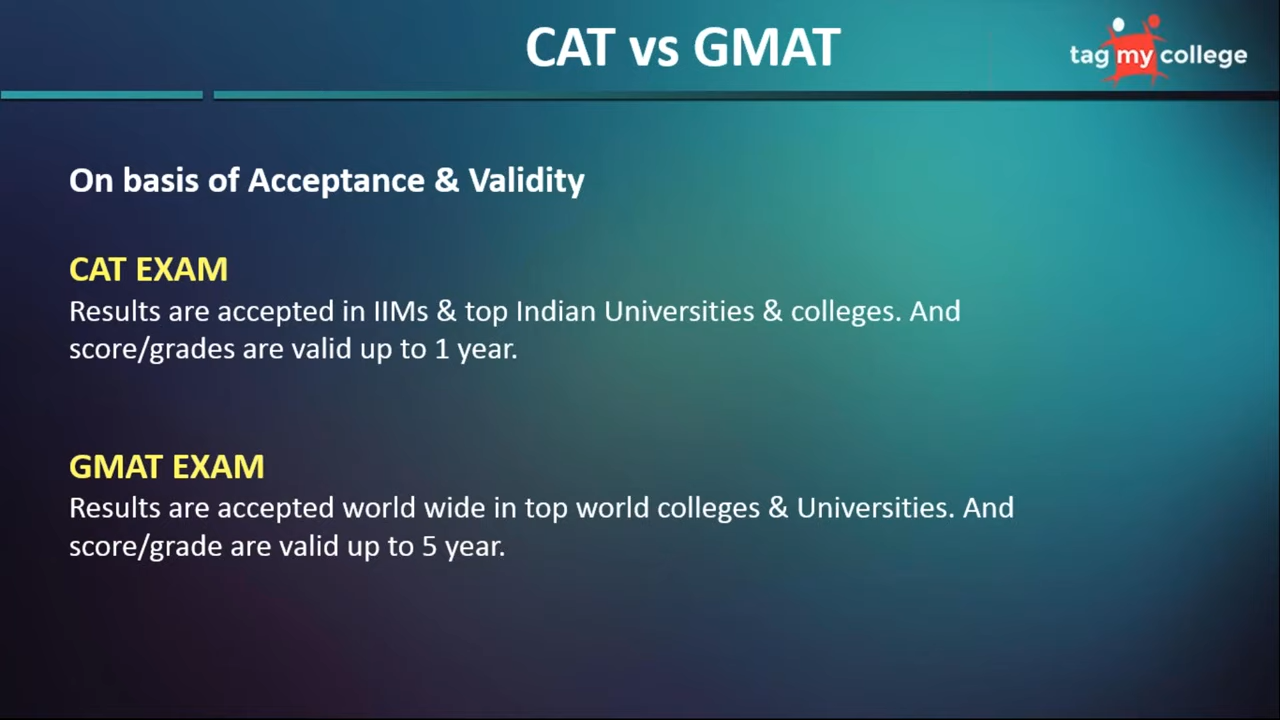 CAT vs GMAT
tag my college
On basis of Acceptance & Validity
CAT EXAM
Results are accepted in IIMs & top Indian Universities & colleges. And
score/grades are valid up to 1 year.
GMAT EXAM
Results are accepted world wide in top world colleges & Universities. And
score/grade are valid up to 5 year.